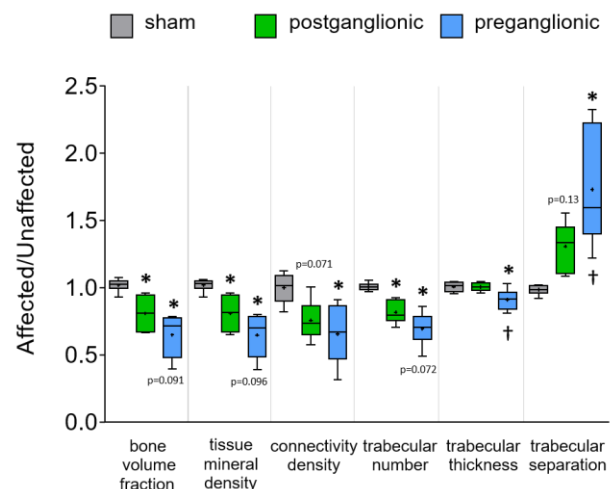 sham postganglionic preganglionic
Affected/Unaffected
2.5
2.0
1.5
1.0
0.5
0.0
* * p=0.091
* * p=0.096
p=0.071 *
* * p=0.072
* †
p=0.13 * †
bone volume fraction
tissue mineral density
connectivity density
trabecular number
trabecular thickness
trabecular separation